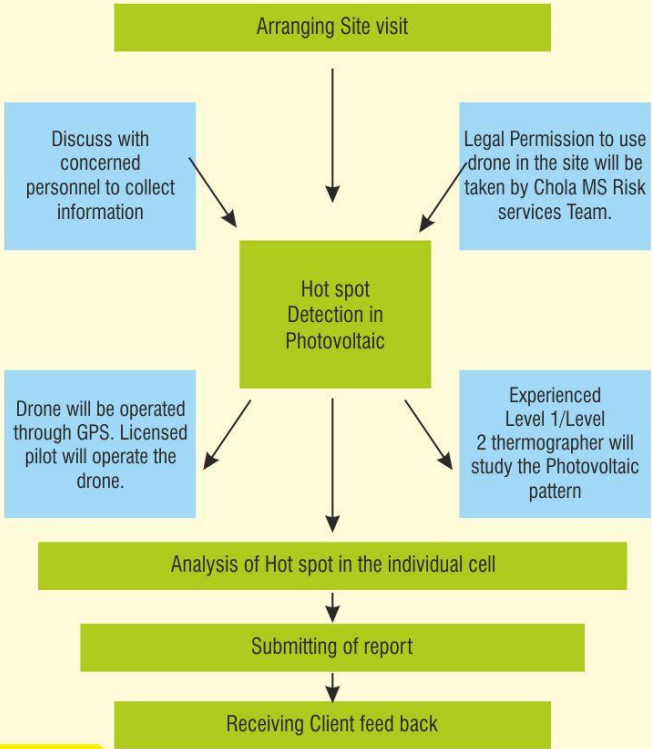 Arranging Site visit
Discuss with
concerned
personnel to collect
information
Legal Permission to use
drone in the site will be
taken by Chola MS Risk
services Team.
Hot spot
Detection in
Photovoltaic
Drone will be operated
through GPS. Licensed
pilot will operate the
drone.
Experienced
Level 1/Level
2 thermographer will
study the Photovoltaic
pattern
Analysis of Hot spot in the individual cell
Submitting of report
Receiving Client feed back